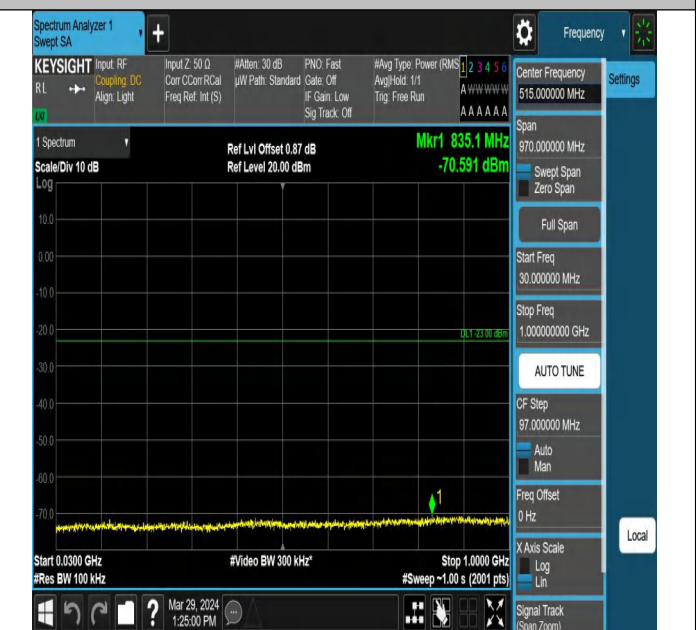 Spectrum Analyzer 1
Swept SA
+
Frequency
KEYSIGHT
RL
LXI
Input: RF
Coupling: DC
Align: Light
Input Z: 50 Ω
Corr CCorr RCal
Freq Ref: Int (S)
#Atten: 30 dB
µW Path: Standard
PNO: Fast
Gate: Off
IF Gain: Low
Sig Track: Off
#Avg Type: Power (RMS
Avg|Hold: 1/1
Trig: Free Run
1 2 3 4 5 6
A W W W W W
A A A A A A
1 Spectrum
Scale/Div 10 dB
Ref Lvl Offset 0.87 dB
Ref Level 20.00 dBm
Mkr1 835.1 MHz
-70.591 dBm
Log
10.0
0.00
-10.0
-20.0
-30.0
-40.0
-50.0
-60.0
-70.0
DL1 -23.00 dBm
1
Start 0.0300 GHz
#Res BW 100 kHz
#Video BW 300 kHz*
Stop 1.0000 GHz
#Sweep ~1.00 s (2001 pts)
?
Mar 29, 2024
1:25:00 PM
Center Frequency
515.000000 MHz
Settings
Span
970.000000 MHz
Swept Span
Zero Span
Full Span
Start Freq
30.000000 MHz
Stop Freq
1.000000000 GHz
AUTO TUNE
CF Step
97.000000 MHz
Auto
Man
Freq Offset
0 Hz
Local
X Axis Scale
Log
Lin
Signal Track
(Span Zoom)